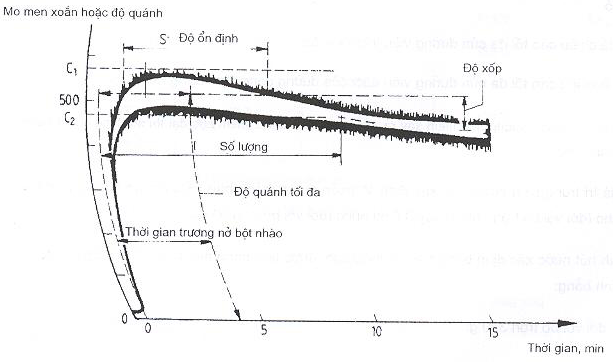 Mo men xoắn hoặc độ quánh
S Độ ổn định
C1
Độ xốp
500
C2
Số lượng
Độ quánh tối đa
Thời gian trương nở bột nhào
0
0
5
10
15
Thời gian, min